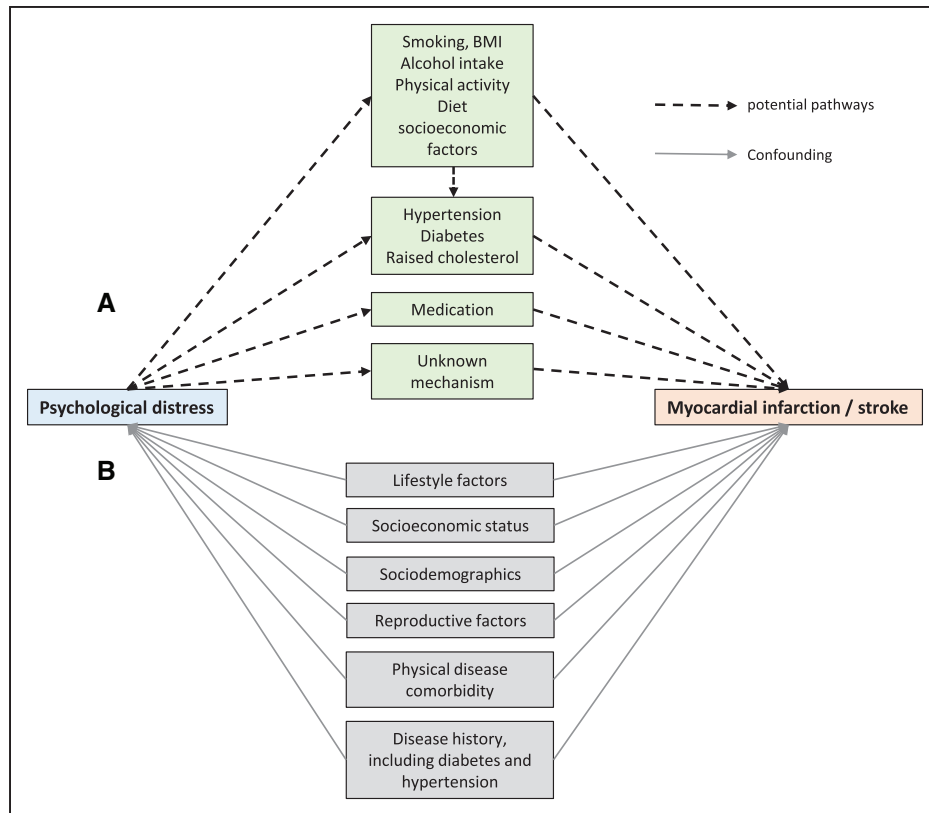 Smoking, BMI
Alcohol intake
Physical activity
Diet
socioeconomic
factors
potential pathways
Confounding
Hypertension
Diabetes
Raised cholesterol
A
Medication
Unknown
mechanism
Psychological distress
Myocardial infarction / stroke
B
Lifestyle factors
Socioeconomic status
Sociodemographics
Reproductive factors
Physical disease
comorbidity
Disease history,
including diabetes and
hypertension